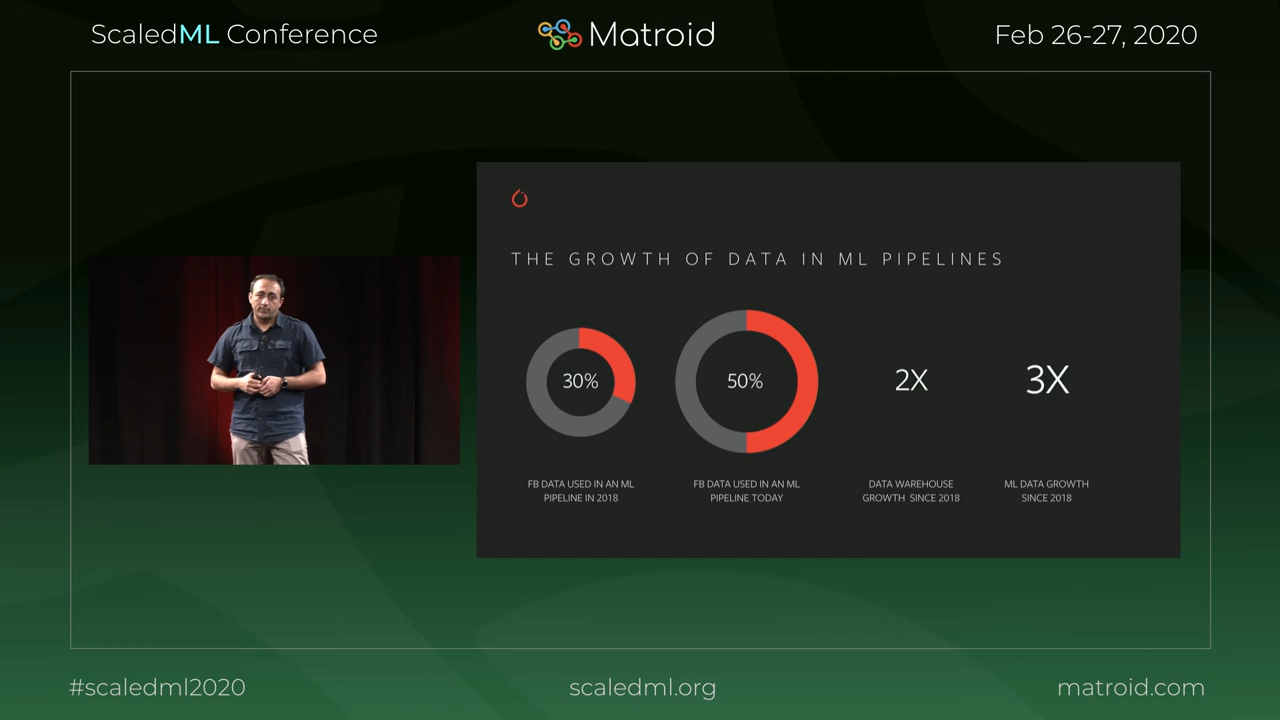 ScaledML Conference
Matroid
Feb 26-27, 2020
THE GROWTH OF DATA IN ML PIPELINES
30%
50%
2X
3X
FB DATA USED IN AN ML
PIPELINE IN 2018
FB DATA USED IN AN ML
PIPELINE TODAY
DATA WAREHOUSE
GROWTH SINCE 2018
ML DATA GROWTH
SINCE 2018
#scaledml2020
scaledml.org
matroid.com